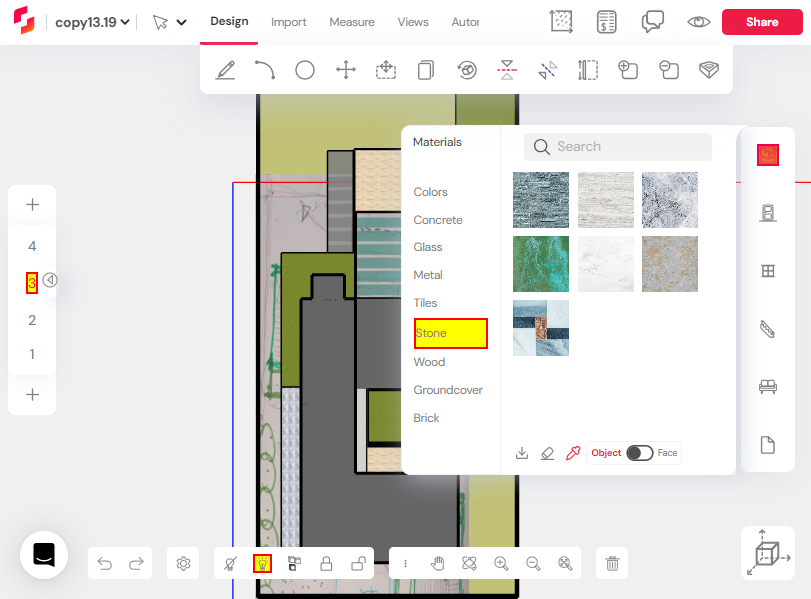 copy13.19
Design
Import
Measure
Views
Autor
Share
Materials
Search
Colors
Concrete
Glass
Metal
Tiles
Stone
Wood
Groundcover
Brick
Object
Face
4
3
2
1